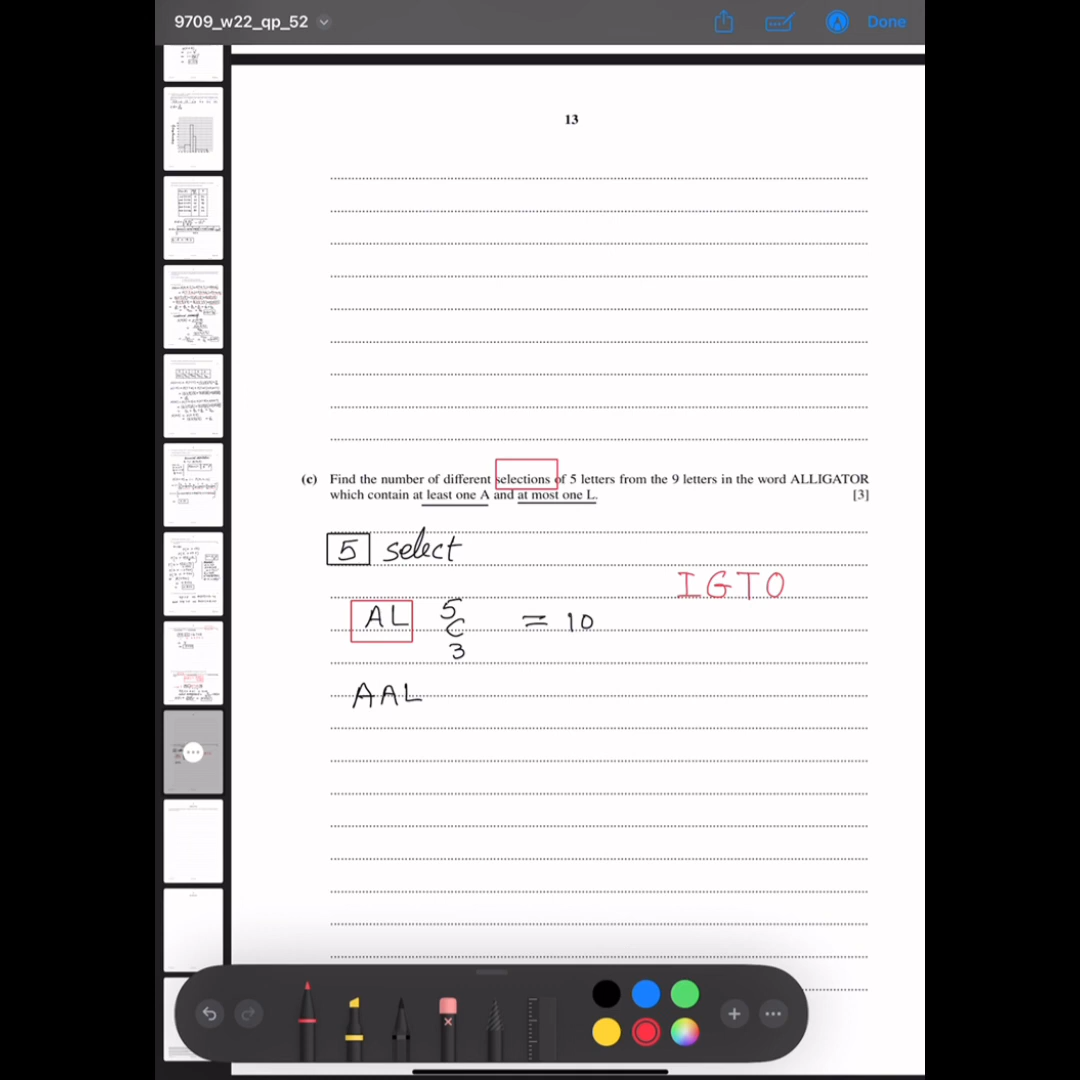 9709_w22_qp_52
Done
13
(c) Find the number of different selections of 5 letters from the 9 letters in the word ALLIGATOR
which contain at least one A and at most one L.
[3]
5 select
IGTO
AL 5C3 = 10
AAL